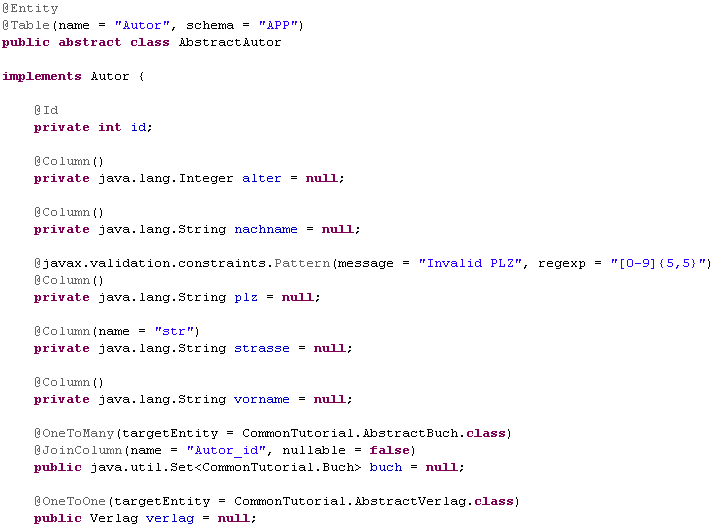 @Entity
@Table(name = "Autor", schema = "APP")
public abstract class AbstractAutor
implements Autor {
@Id
private int id;
@Column()
private java.lang.Integer alter = null;
@Column()
private java.lang.String nachname = null;
@javax.validation.constraints.Pattern(message = "Invalid PLZ", regexp = "[0-9]{5,5}")
@Column()
private java.lang.String plz = null;
@Column(name = "str")
private java.lang.String strasse = null;
@Column()
private java.lang.String vorname = null;
@OneToMany(targetEntity = CommonTutorial.AbstractBuch.class)
@JoinColumn(name = "Autor_id", nullable = false)
public java.util.Set<CommonTutorial.Buch> buch = null;
@OneToOne(targetEntity = CommonTutorial.AbstractVerlag.class)
public Verlag verlag = null;